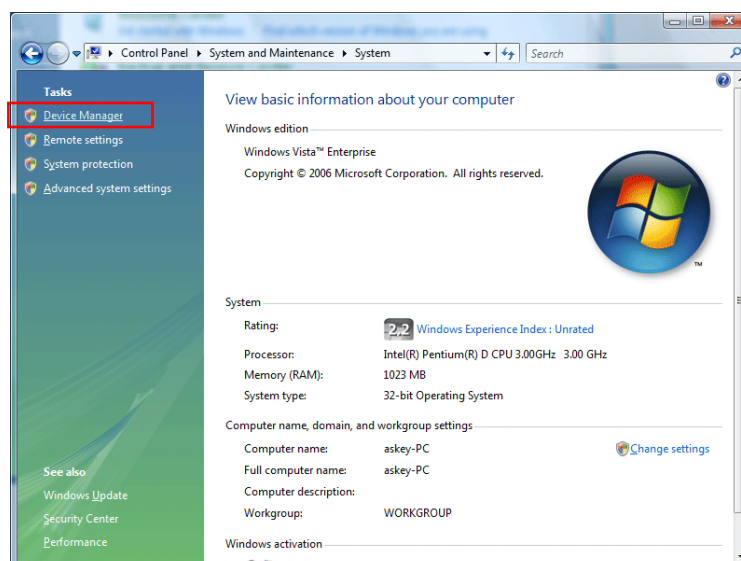 Control Panel ▸ System and Maintenance ▸ System
Search
Tasks
Device Manager
Remote settings
System protection
Advanced system settings
See also
Windows Update
Security Center
Performance
View basic information about your computer
Windows edition
Windows Vista™ Enterprise
Copyright © 2006 Microsoft Corporation. All rights reserved.
TM
System
Rating: 2.2 Windows Experience Index : Unrated
Processor: Intel(R) Pentium(R) D CPU 3.00GHz 3.00 GHz
Memory (RAM): 1023 MB
System type: 32-bit Operating System
Computer name, domain, and workgroup settings
Computer name: askey-PC Change settings
Full computer name: askey-PC
Computer description:
Workgroup: WORKGROUP
Windows activation